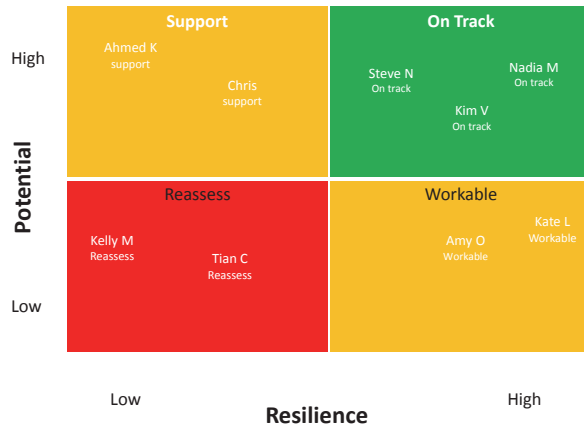 Support
On Track
High
Ahmed K
support
Chris
support
Steve N
On track
Nadia M
On track
Kim V
On track
Potential
Reassess
Workable
Kelly M
Reassess
Tian C
Reassess
Amy O
Workable
Kate L
Workable
Low
Low
High
Resilience